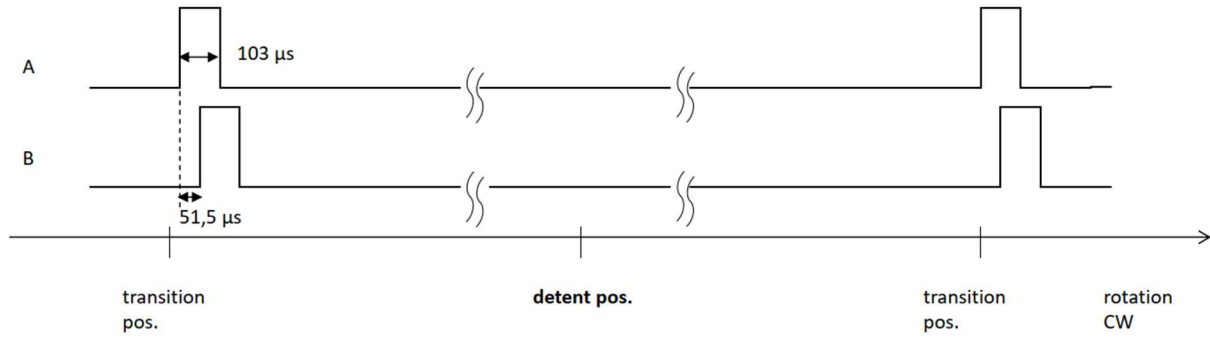 A
103 µs
B
51,5 µs
transition
pos.
detent pos.
transition
pos.
rotation
CW